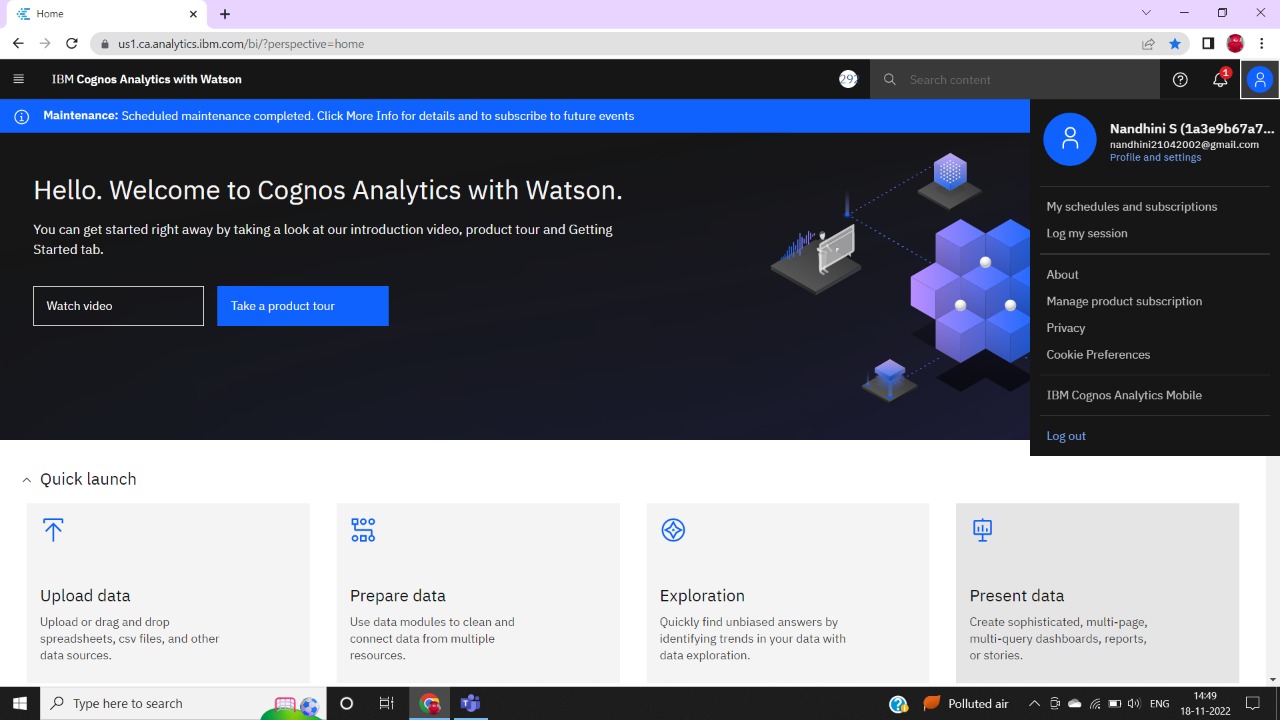 Home
us1.ca.analytics.ibm.com/bi/?perspective=home
IBM Cognos Analytics with Watson
Search content
1
Maintenance: Scheduled maintenance completed. Click More Info for details and to subscribe to future events
Nandhini S (1a3e9b67a7...
nandhini21042002@gmail.com
Profile and settings
My schedules and subscriptions
Log my session
About
Manage product subscription
Privacy
Cookie Preferences
IBM Cognos Analytics Mobile
Log out
Hello. Welcome to Cognos Analytics with Watson.
You can get started right away by taking a look at our introduction video, product tour and Getting
Started tab.
Watch video
Take a product tour
Quick launch
Upload data
Upload or drag and drop
spreadsheets, csv files, and other
data sources.
Prepare data
Use data modules to clean and
connect data from multiple
resources.
Exploration
Quickly find unbiased answers by
identifying trends in your data with
data exploration.
Present data
Create sophisticated, multi-page,
multi-query dashboards, reports,
or stories.
Type here to search
Polluted air
ENG
14:49
18-11-2022